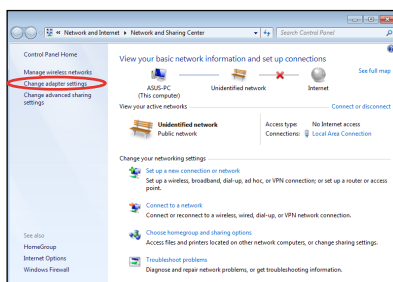 « Network and Internet ▸ Network and Sharing Center
Search Control Panel
Control Panel Home
Manage wireless networks
Change adapter settings
Change advanced sharing
settings
See also
HomeGroup
Internet Options
Windows Firewall
View your basic network information and set up connections
See full map
ASUS-PC
(This computer)
Unidentified network
Internet
View your active networks
Connect or disconnect
Unidentified network
Public network
Access type: No Internet access
Connections: Local Area Connection
Change your networking settings
Set up a new connection or network
Set up a wireless, broadband, dial-up, ad hoc, or VPN connection; or set up a router or access
point.
Connect to a network
Connect or reconnect to a wireless, wired, dial-up, or VPN network connection.
Choose homegroup and sharing options
Access files and printers located on other network computers, or change sharing settings.
Troubleshoot problems
Diagnose and repair network problems, or get troubleshooting information.